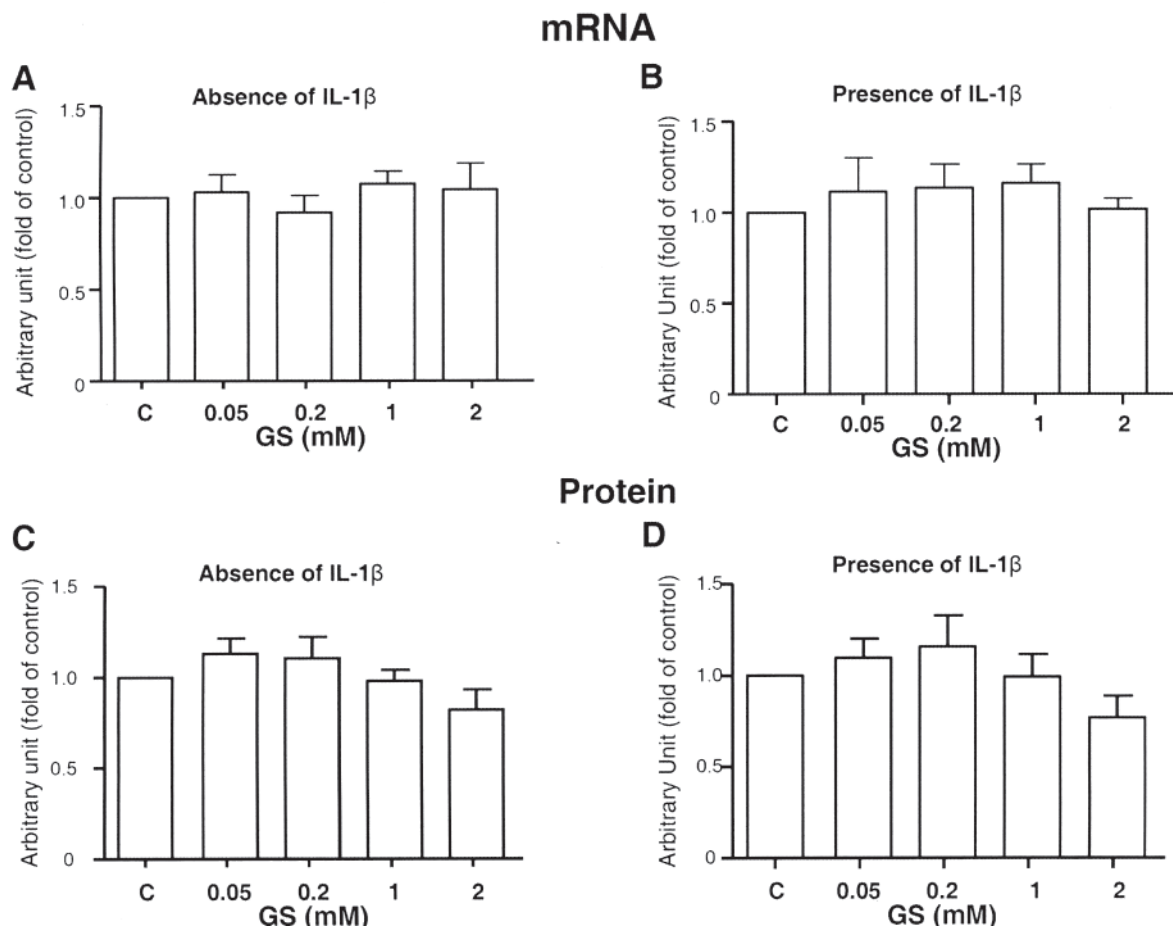 mRNA
A
Absence of IL-1β
Arbitrary unit (fold of control)
1.5
1.0
0.5
0
C 0.05 0.2 1 2
GS (mM)
B
Presence of IL-1β
Arbitrary Unit (fold of control)
1.5
1.0
0.5
0
C 0.05 0.2 1 2
GS (mM)
Protein
C
Absence of IL-1β
Arbitrary unit (fold of control)
1.5
1.0
0.5
0
C 0.05 0.2 1 2
GS (mM)
D
Presence of IL-1β
Arbitrary Unit (fold of control)
1.5
1.0
0.5
0
C 0.05 0.2 1 2
GS (mM)